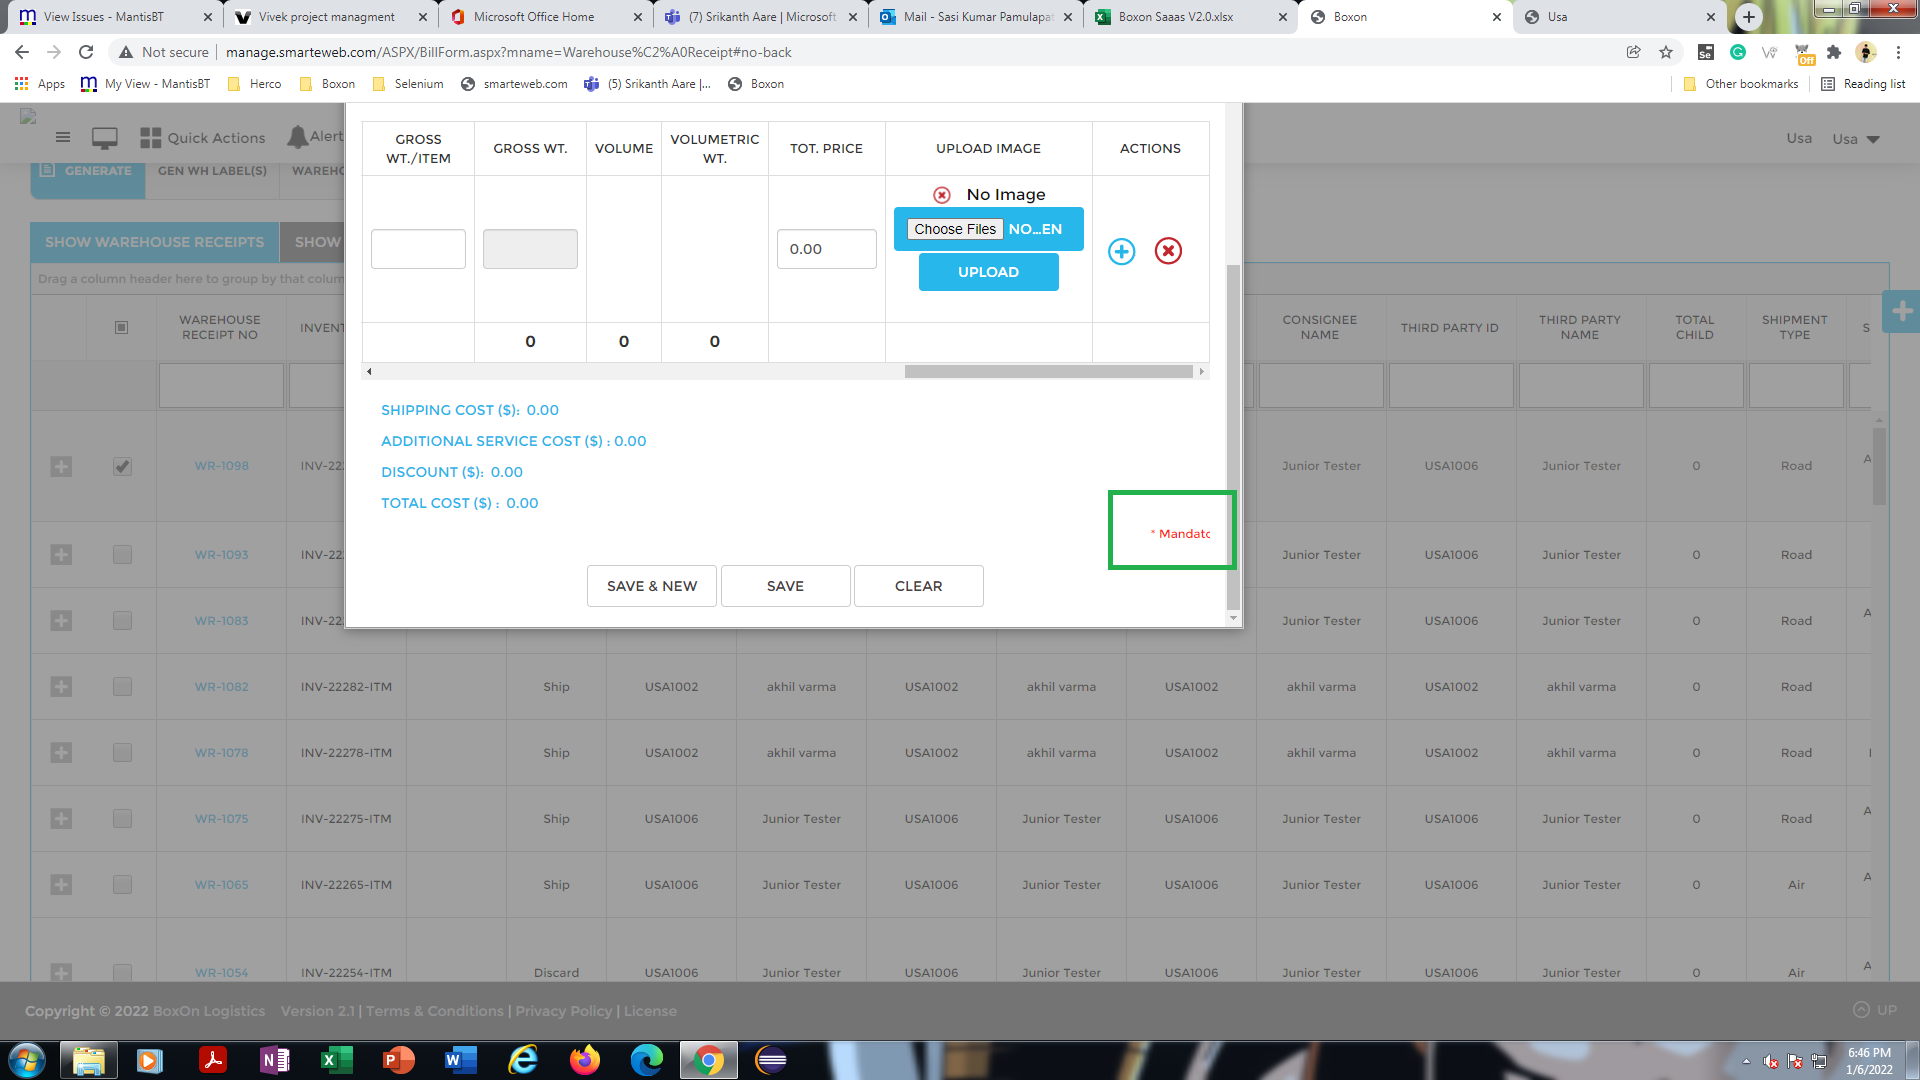 View Issues - MantisBT
Vivek project managment
Microsoft Office Home
(7) Srikanth Aare | Microsoft
Mail - Sasi Kumar Pamulapat
Boxon Saaas V2.0.xlsx
Boxon
Usa
Not secure
manage.smarteweb.com/ASPX/BillForm.aspx?mname=Warehouse%C2%A0Receipt#no-back
Off
Apps
My View - MantisBT
Herco
Boxon
Selenium
smarteweb.com
(5) Srikanth Aare |...
Boxon
Other bookmarks
Reading list
Quick Actions
Alert
Usa
Usa
GENERATE
GEN WH LABEL(S)
WAREHO
SHOW WAREHOUSE RECEIPTS
SHOW
Drag a column header here to group by that colum
GROSS WT./ITEM
GROSS WT.
VOLUME
VOLUMETRIC WT.
TOT. PRICE
UPLOAD IMAGE
ACTIONS
No Image
0.00
Choose Files NO...EN
UPLOAD
0 0 0
SHIPPING COST ($): 0.00
ADDITIONAL SERVICE COST ($) : 0.00
DISCOUNT ($): 0.00
TOTAL COST ($) : 0.00
* Mandato
SAVE & NEW
SAVE
CLEAR
WAREHOUSE RECEIPT NO
INVENT
CONSIGNEE NAME
THIRD PARTY ID
THIRD PARTY NAME
TOTAL CHILD
SHIPMENT TYPE
S
WR-1098 INV-22 Junior Tester USA1006 Junior Tester 0 Road A
WR-1093 INV-22 Junior Tester USA1006 Junior Tester 0 Road
WR-1083 INV-22 Junior Tester USA1006 Junior Tester 0 Road A
WR-1082 INV-22282-ITM Ship USA1002 akhil varma USA1002 akhil varma USA1002 akhil varma USA1002 akhil varma 0 Road
WR-1078 INV-22278-ITM Ship USA1002 akhil varma USA1002 akhil varma USA1002 akhil varma USA1002 akhil varma 0 Road
WR-1075 INV-22275-ITM Ship USA1006 Junior Tester USA1006 Junior Tester USA1006 Junior Tester USA1006 Junior Tester 0 Road A
WR-1065 INV-22265-ITM Ship USA1006 Junior Tester USA1006 Junior Tester USA1006 Junior Tester USA1006 Junior Tester 0 Air A
WR-1054 INV-22254-ITM Discard USA1006 Junior Tester USA1006 Junior Tester USA1006 Junior Tester USA1006 Junior Tester 0 Air A
Copyright © 2022 BoxOn Logistics Version 2.1 | Terms & Conditions | Privacy Policy | License
UP
6:46 PM
1/6/2022